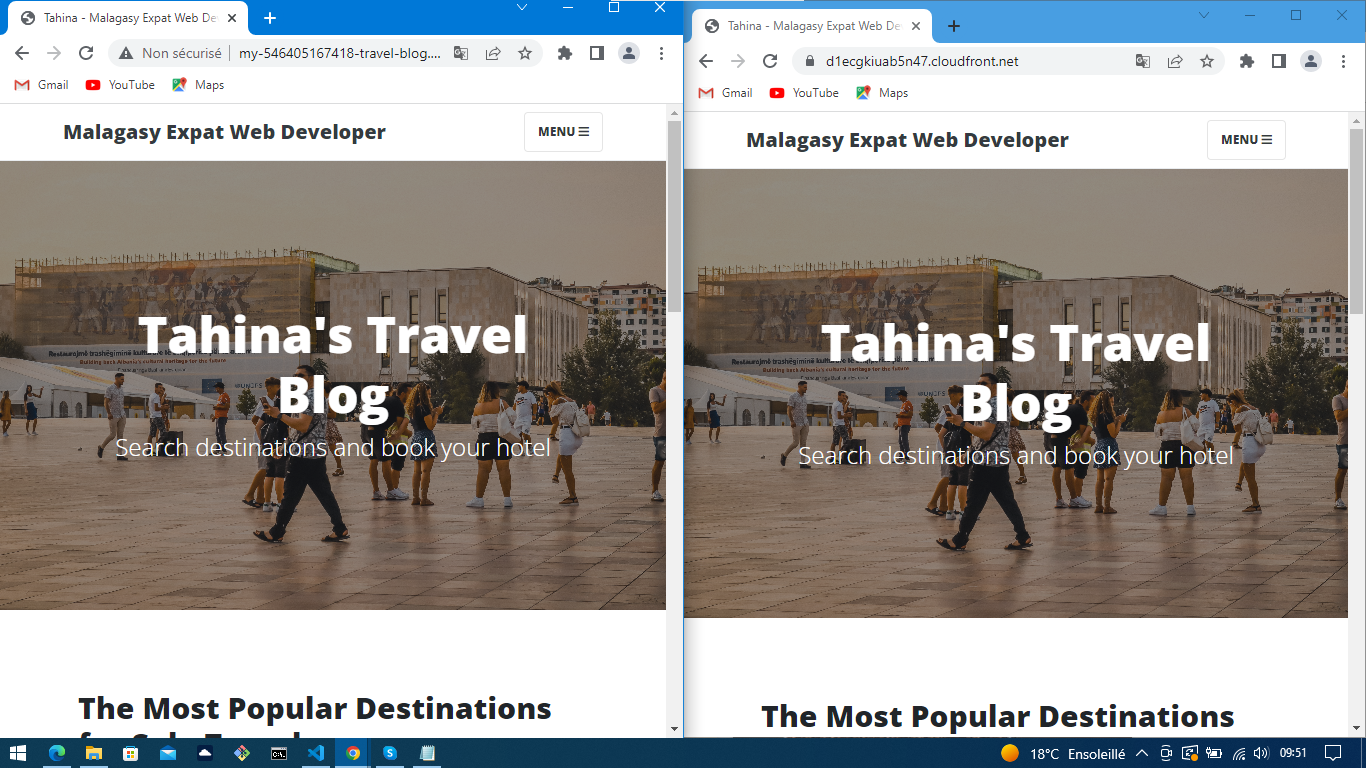 Tahina - Malagasy Expat Web De
Non sécurisé
my-546405167418-travel-blog....
Gmail
YouTube
Maps
Malagasy Expat Web Developer
MENU
Tahina's Travel
Blog
Search destinations and book your hotel
The Most Popular Destinations
Tahina - Malagasy Expat Web De
d1ecgkiuab5n47.cloudfront.net
Gmail
YouTube
Maps
Malagasy Expat Web Developer
MENU
Tahina's Travel
Blog
Search destinations and book your hotel
The Most Popular Destinations
18°C Ensoleillé
09:51